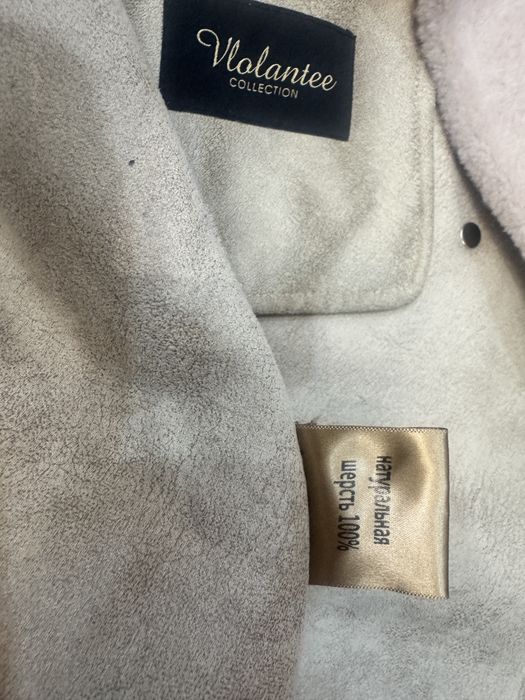 Vlolantee
COLLECTION
натуральная
шерсть 100%